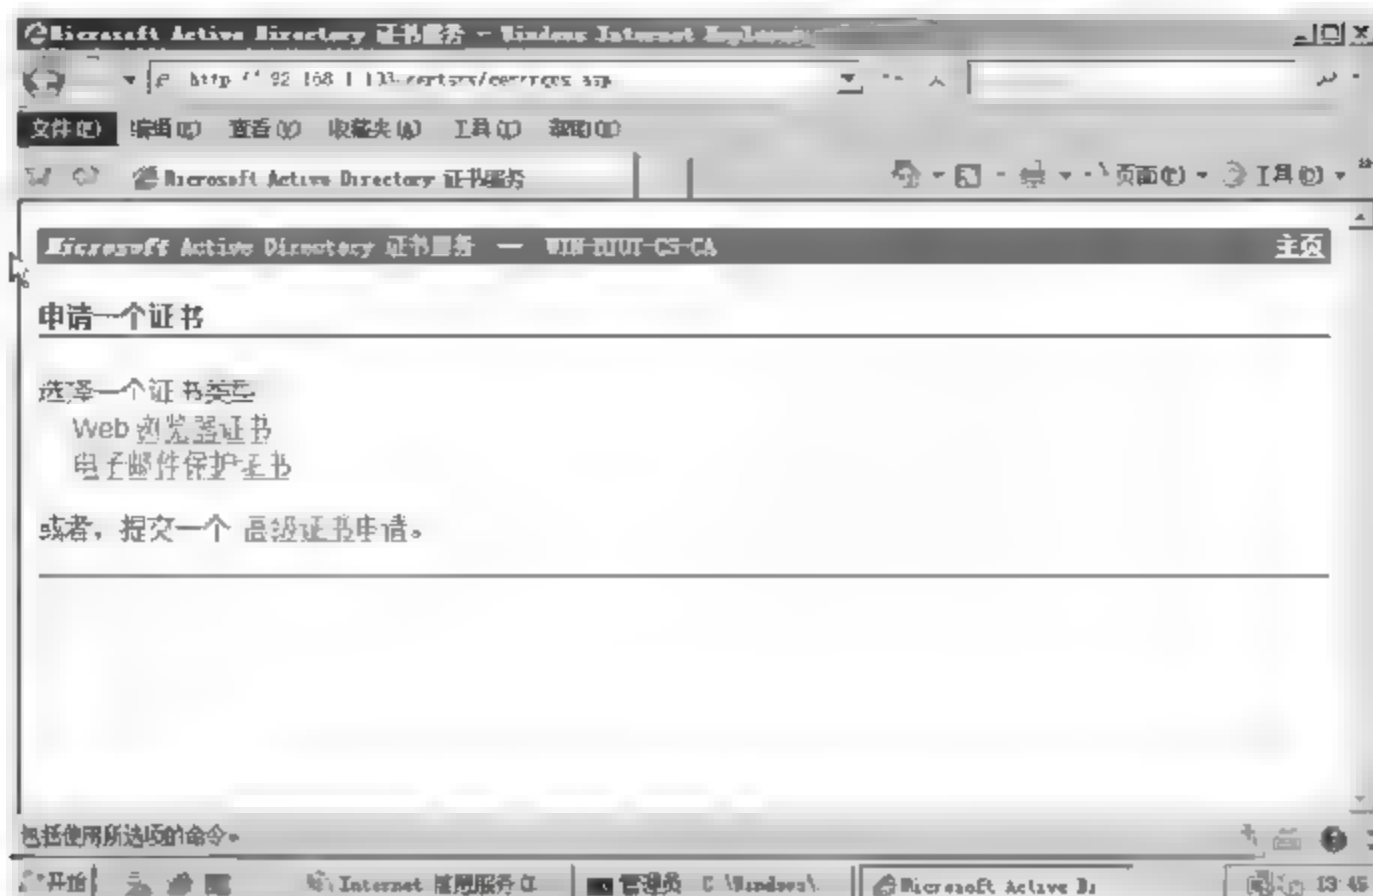 Microsoft Active Directory 证书服务 - Windows Internet Explorer
文件(F) 编辑(E) 查看(V) 收藏夹(A) 工具(T) 帮助(H)
Microsoft Active Directory 证书服务
页面(P) 工具(O)
Microsoft Active Directory 证书服务 — CS-CA
主页
申请一个证书
选择一个证书类型
Web 浏览器证书
电子邮件保护证书
或者，提交一个 高级证书申请。
包括使用所选项的命令。
开始
Internet 信息服务(I
管理员 C:\Windows\
Microsoft Active Di
13:45